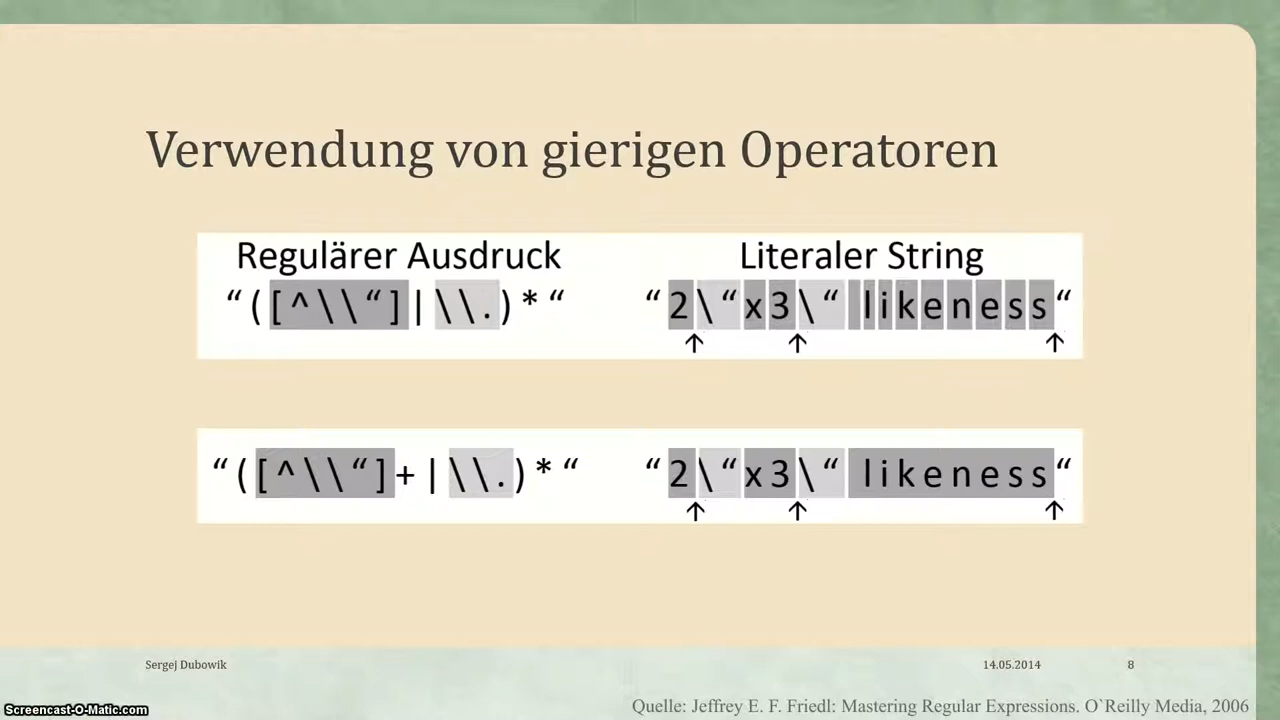 Verwendung von gierigen Operatoren
Regulärer Ausdruck Literaler String
“([^\\“]|\\.)*“ “2\“x3\“ likeness“
↑ ↑ ↑
“([^\\“]+|\\.)*“ “2\“x3\“ likeness“
↑ ↑ ↑
Sergej Dubowik 14.05.2014 8
Screencast-O-Matic.com
Quelle: Jeffrey E. F. Friedl: Mastering Regular Expressions. O`Reilly Media, 2006